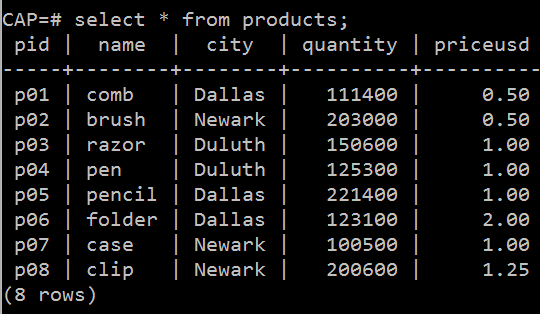 CAP=# select * from products;
 pid |  name  |  city  | quantity | priceusd
-----+--------+--------+----------+----------
 p01 | comb   | Dallas |   111400 |     0.50
 p02 | brush  | Newark |   203000 |     0.50
 p03 | razor  | Duluth |   150600 |     1.00
 p04 | pen    | Duluth |   125300 |     1.00
 p05 | pencil | Dallas |   221400 |     1.00
 p06 | folder | Dallas |   123100 |     2.00
 p07 | case   | Newark |   100500 |     1.00
 p08 | clip   | Newark |   200600 |     1.25
(8 rows)